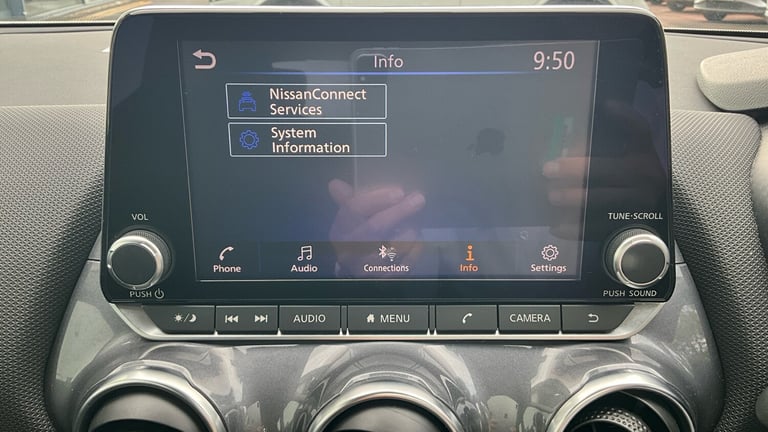 Info 9:50
NissanConnect
Services
System
Information
VOL TUNE·SCROLL
Phone Audio Connections Info Settings
PUSH PUSH SOUND
AUDIO MENU CAMERA